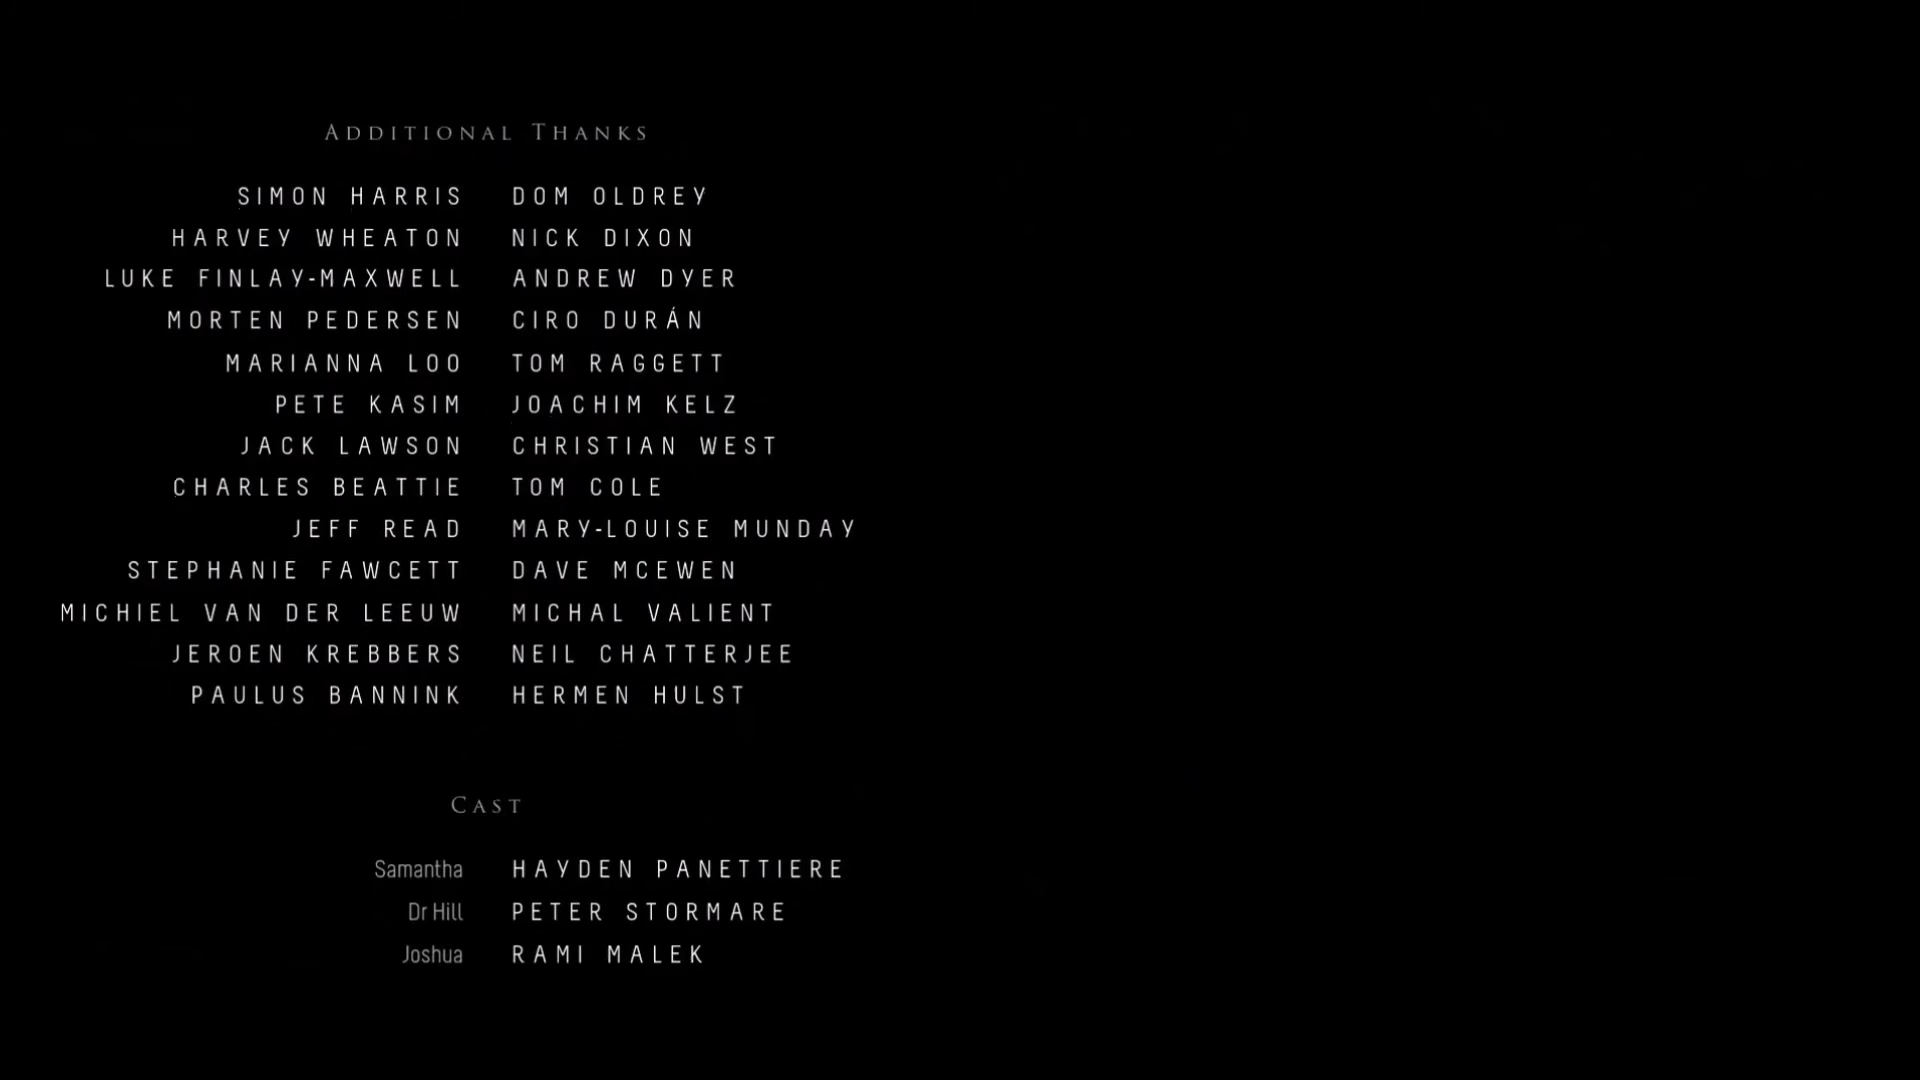 Additional Thanks
SIMON HARRIS DOM OLDREY
HARVEY WHEATON NICK DIXON
LUKE FINLAY-MAXWELL ANDREW DYER
MORTEN PEDERSEN CIRO DURÁN
MARIANNA LOO TOM RAGGETT
PETE KASIM JOACHIM KELZ
JACK LAWSON CHRISTIAN WEST
CHARLES BEATTIE TOM COLE
JEFF READ MARY-LOUISE MUNDAY
STEPHANIE FAWCETT DAVE MCEWEN
MICHIEL VAN DER LEEUW MICHAL VALIENT
JEROEN KREBBERS NEIL CHATTERJEE
PAULUS BANNINK HERMEN HULST
Cast
Samantha HAYDEN PANETTIERE
Dr Hill PETER STORMARE
Joshua RAMI MALEK